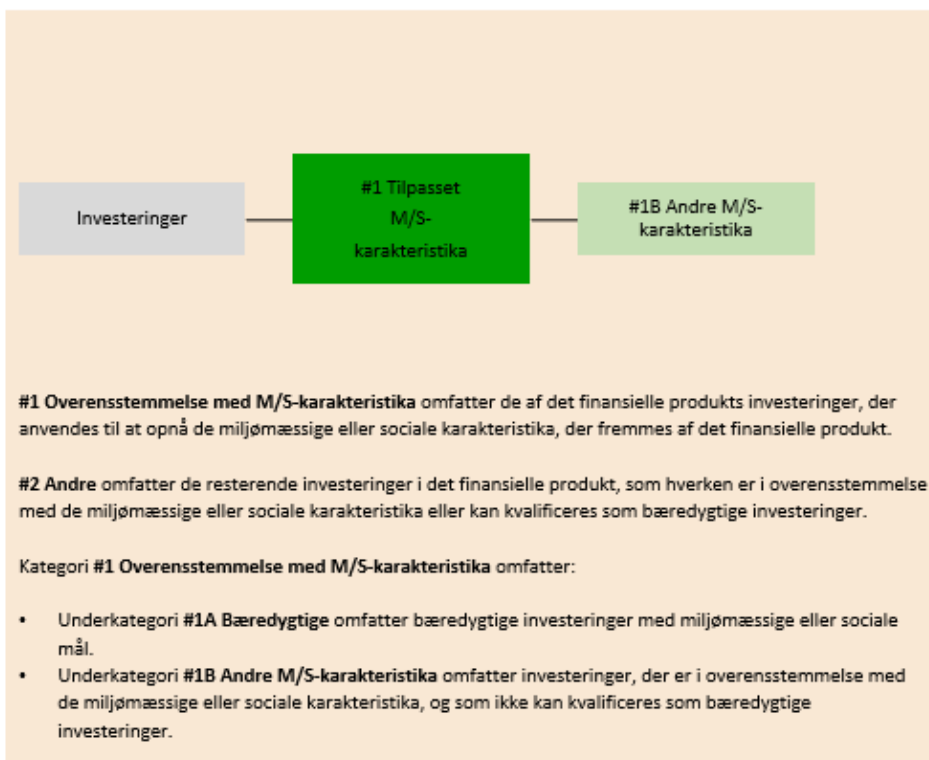 Investeringer
#1 Tilpasset
M/S-
karakteristika
#1B Andre M/S-
karakteristika
#1 Overensstemmelse med M/S-karakteristika omfatter de af det finansielle produkts investeringer, der
anvendes til at opnå de miljømæssige eller sociale karakteristika, der fremmes af det finansielle produkt.
#2 Andre omfatter de resterende investeringer i det finansielle produkt, som hverken er i overensstemmelse
med de miljømæssige eller sociale karakteristika eller kan kvalificeres som bæredygtige investeringer.
Kategori #1 Overensstemmelse med M/S-karakteristika omfatter:
• Underkategori #1A Bæredygtige omfatter bæredygtige investeringer med miljømæssige eller sociale
mål.
• Underkategori #1B Andre M/S-karakteristika omfatter investeringer, der er i overensstemmelse med
de miljømæssige eller sociale karakteristika, og som ikke kan kvalificeres som bæredygtige
investeringer.